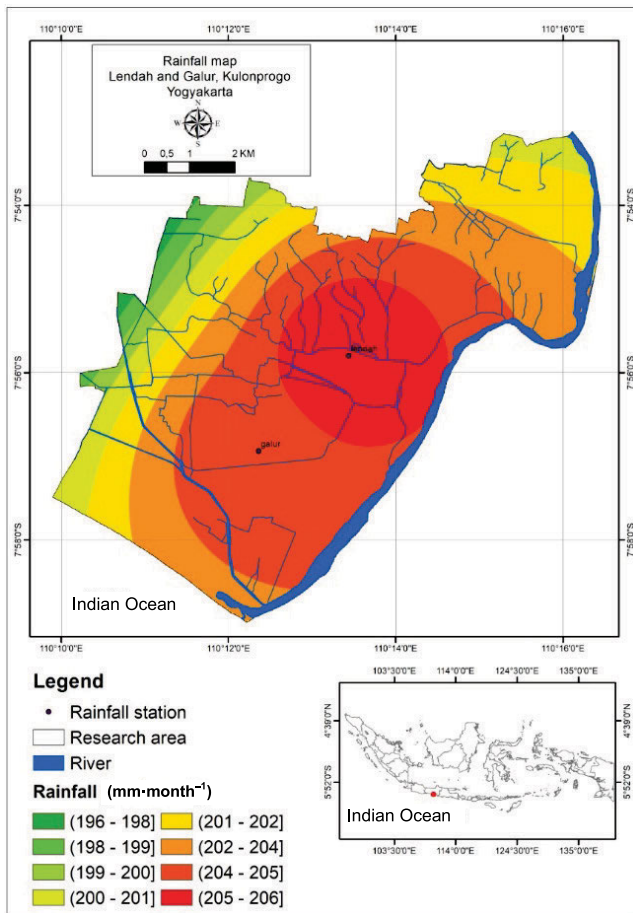 110°10'0"E 110°12'0"E 110°14'0"E 110°16'0"E
Rainfall map
Lendah and Galur, Kulonprogo
Yogyakarta
N
W E
S
0 0,5 1 2 KM
7°54'0"S 7°54'0"S
7°56'0"S 7°56'0"S
galur
7°58'0"S 7°58'0"S
Indian Ocean
110°10'0"E 110°12'0"E 110°14'0"E 110°16'0"E
Legend
Rainfall station
Research area
River
Rainfall (mm·month⁻¹)
(196 - 198] (201 - 202]
(198 - 199] (202 - 204]
(199 - 200] (204 - 205]
(200 - 201] (205 - 206]
103°30'0"E 114°0'0"E 124°30'0"E 135°0'0"E
4°39'0"N 4°39'0"N
5°52'0"S 5°52'0"S
Indian Ocean
103°30'0"E 114°0'0"E 124°30'0"E 135°0'0"E